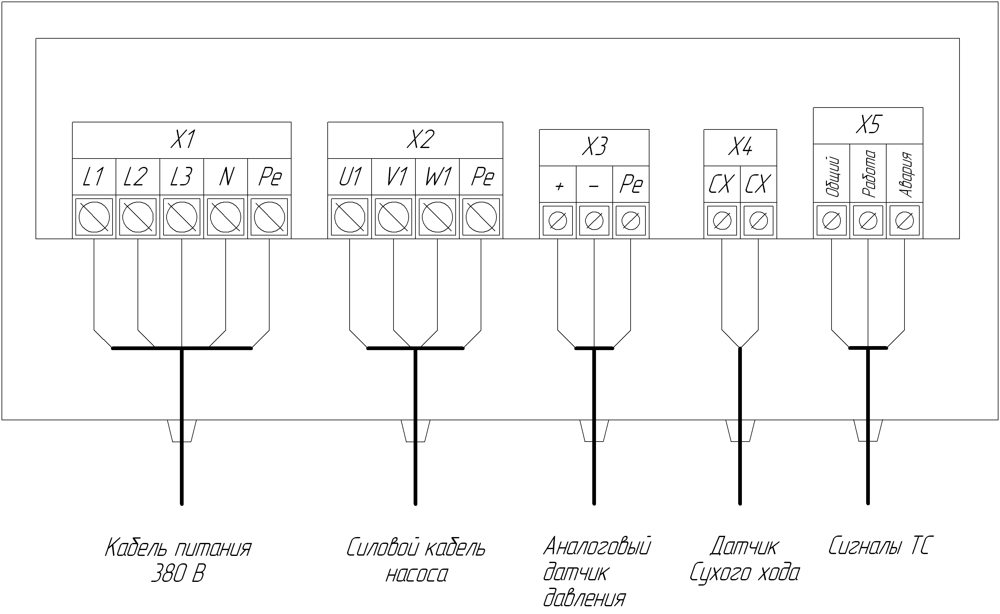 X1
L1 L2 L3 N Pe
X2
U1 V1 W1 Pe
X3
+ - Pe
X4
СХ СХ
X5
Общий Работа Авария
Кабель питания
380 В
Силовой кабель
насоса
Аналоговый
датчик
давления
Датчик
Сухого хода
Сигналы ТС